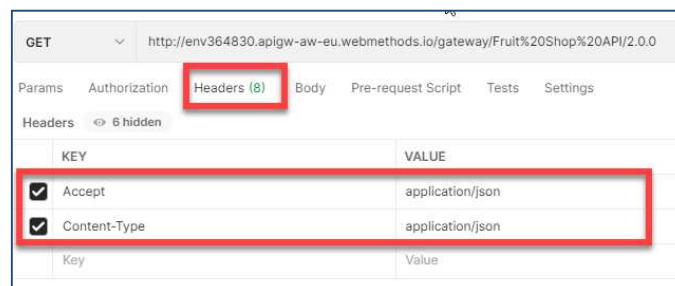 GET http://env364830.apigw-aw-eu.webmethods.io/gateway/Fruit%20Shop%20API/2.0.0
Params Authorization Headers (8) Body Pre-request Script Tests Settings
Headers 6 hidden
KEY VALUE
Accept application/json
Content-Type application/json
Key Value